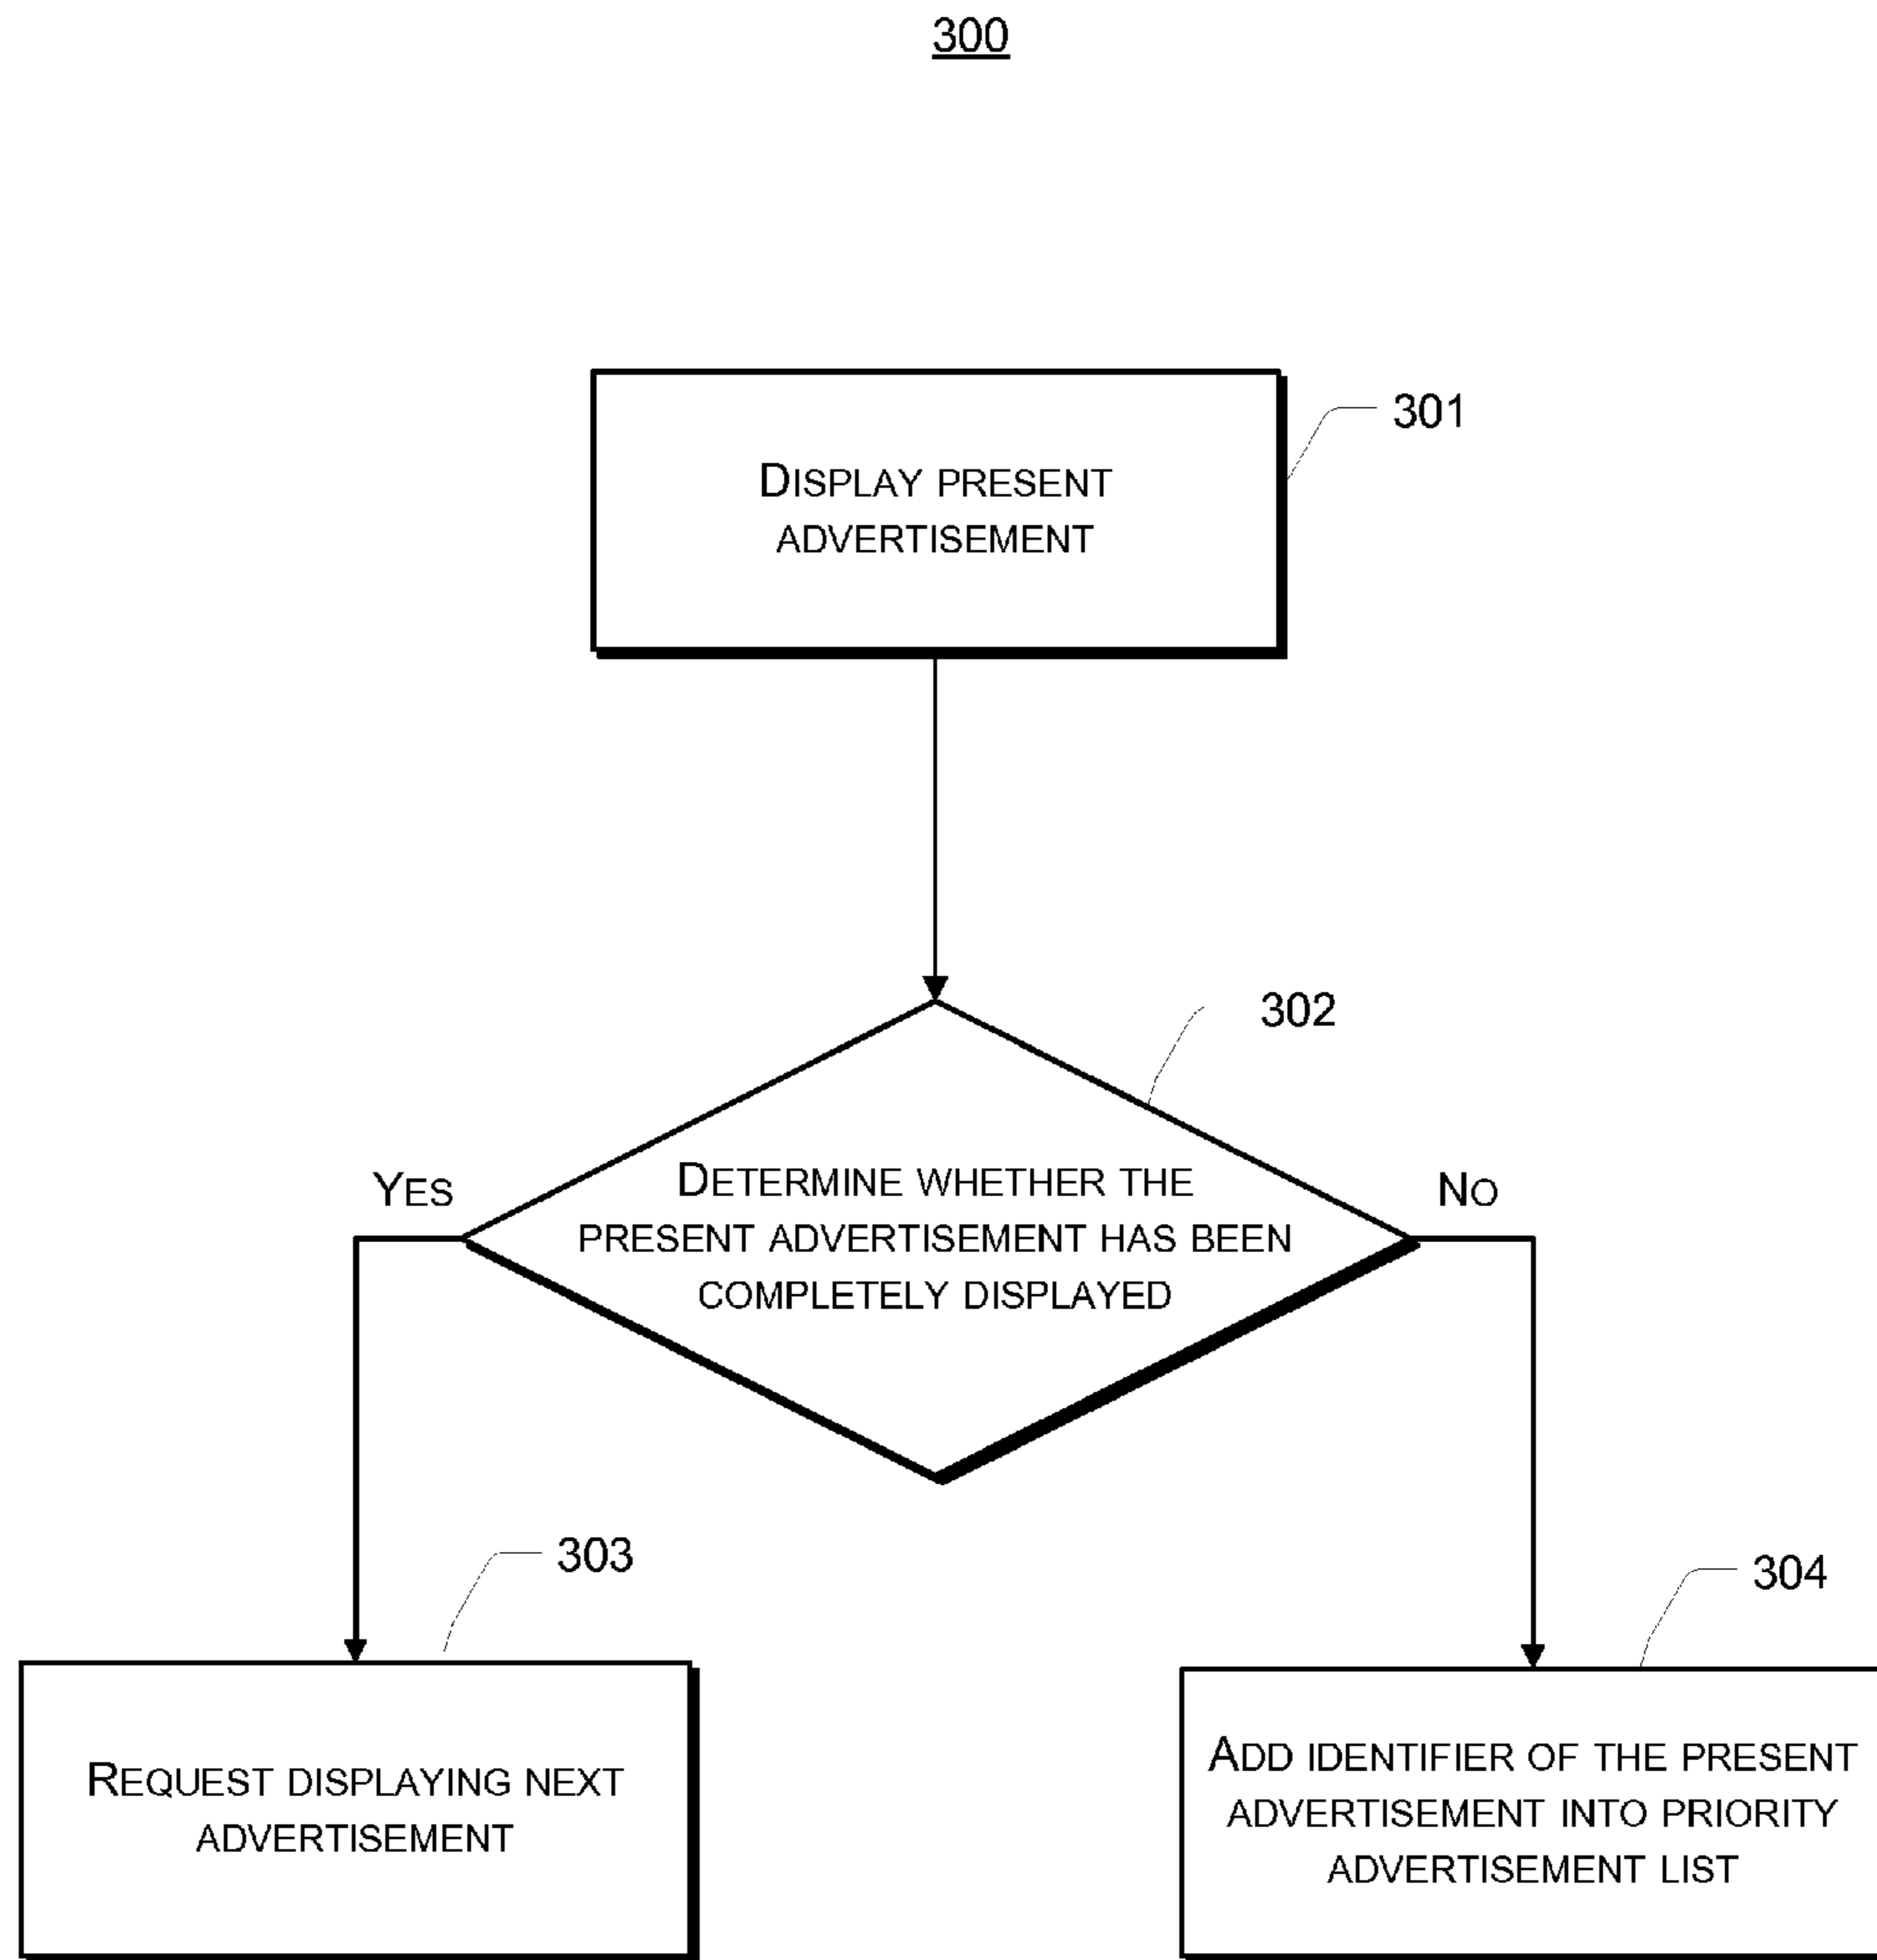 300
DISPLAY PRESENT
ADVERTISEMENT
301
302
YES
DETERMINE WHETHER THE
PRESENT ADVERTISEMENT HAS BEEN
COMPLETELY DISPLAYED
NO
303
304
REQUEST DISPLAYING NEXT
ADVERTISEMENT
ADD IDENTIFIER OF THE PRESENT
ADVERTISEMENT INTO PRIORITY
ADVERTISEMENT LIST